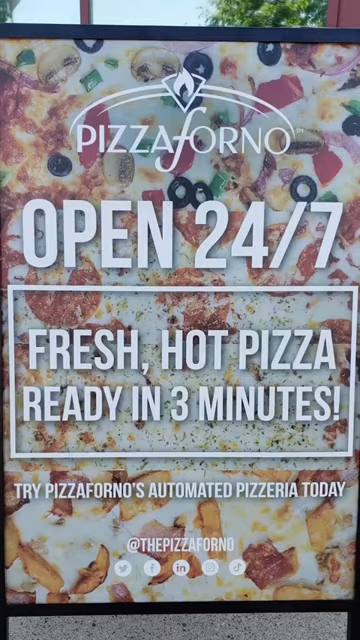 PIZZAFORNO
OPEN 24/7
FRESH, HOT PIZZA
READY IN 3 MINUTES!
TRY PIZZAFORNO'S AUTOMATED PIZZERIA TODAY
@THEPIZZAFORNO